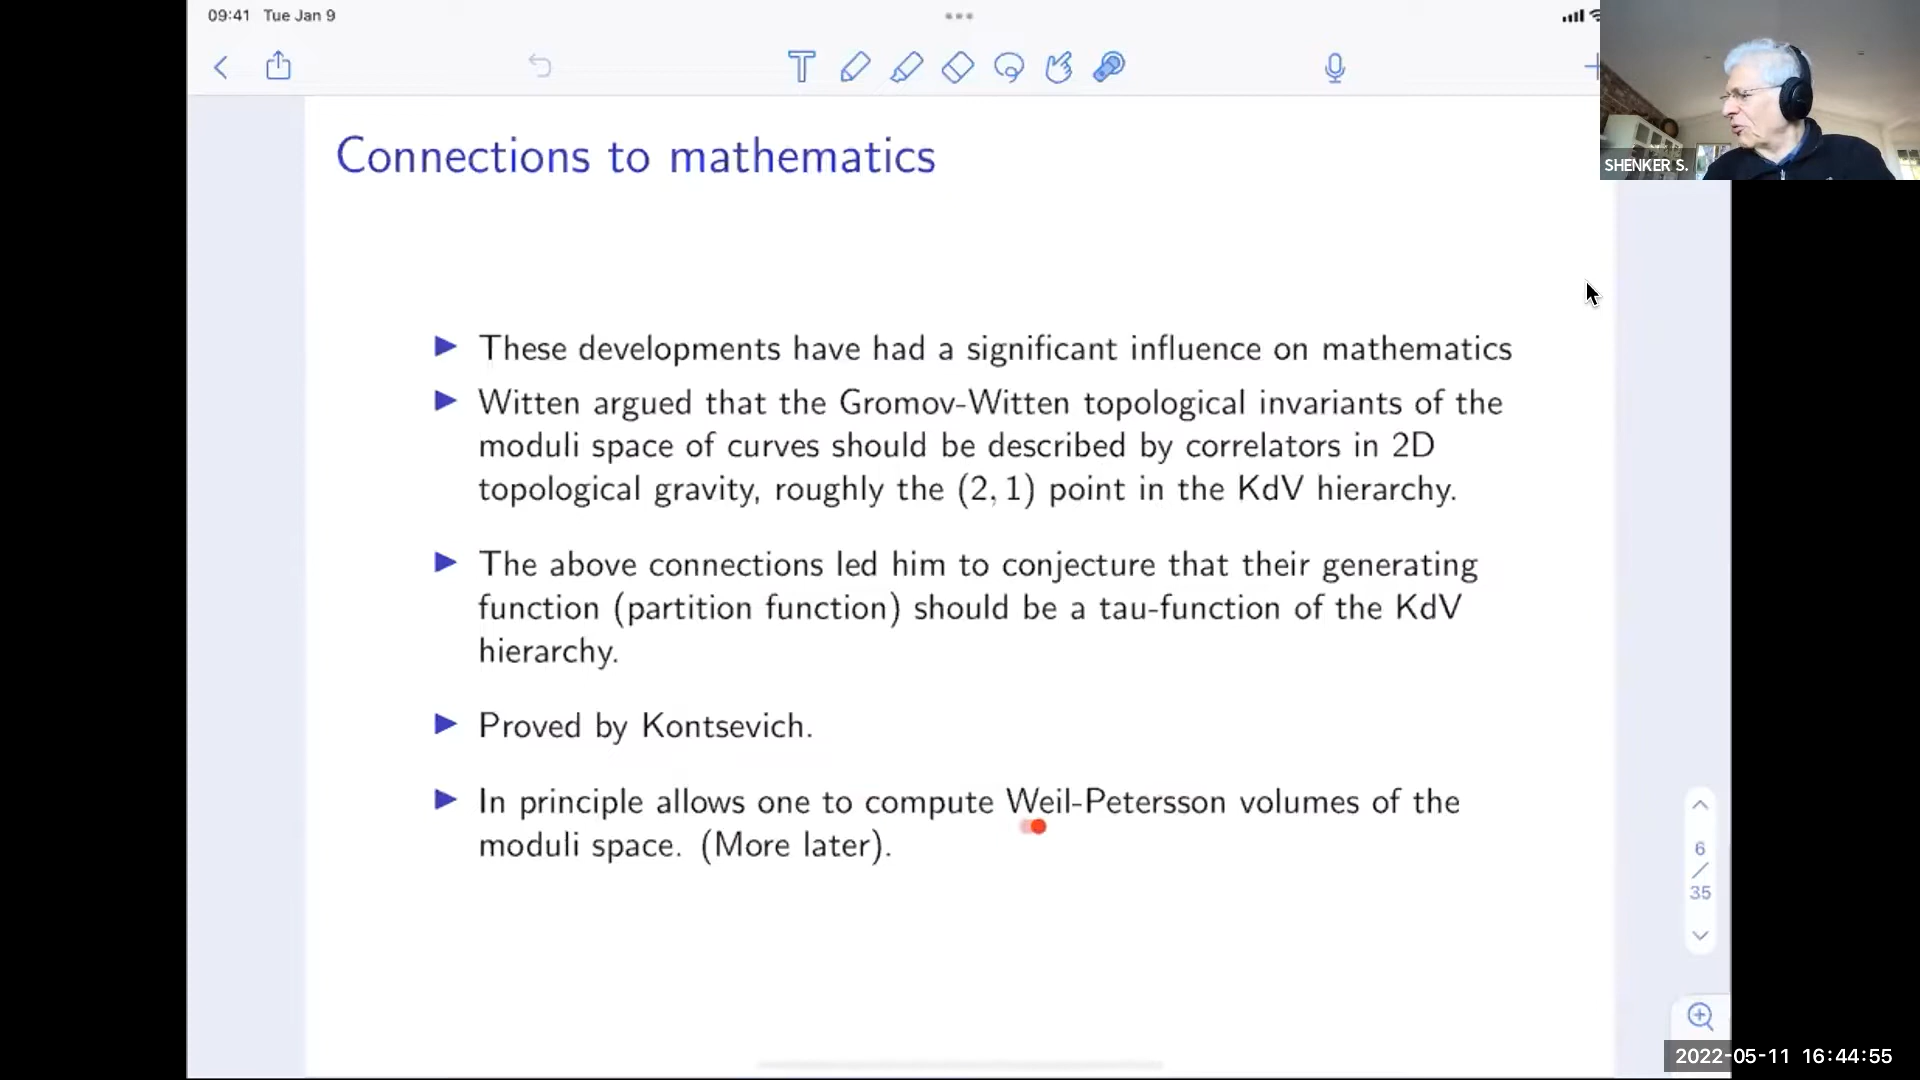 09:41 Tue Jan 9
SHENKER S.
Connections to mathematics
▶ These developments have had a significant influence on mathematics
▶ Witten argued that the Gromov-Witten topological invariants of the
moduli space of curves should be described by correlators in 2D
topological gravity, roughly the (2, 1) point in the KdV hierarchy.
▶ The above connections led him to conjecture that their generating
function (partition function) should be a tau-function of the KdV
hierarchy.
▶ Proved by Kontsevich.
▶ In principle allows one to compute Weil-Petersson volumes of the
moduli space. (More later).
6
/
35
2022-05-11 16:44:55